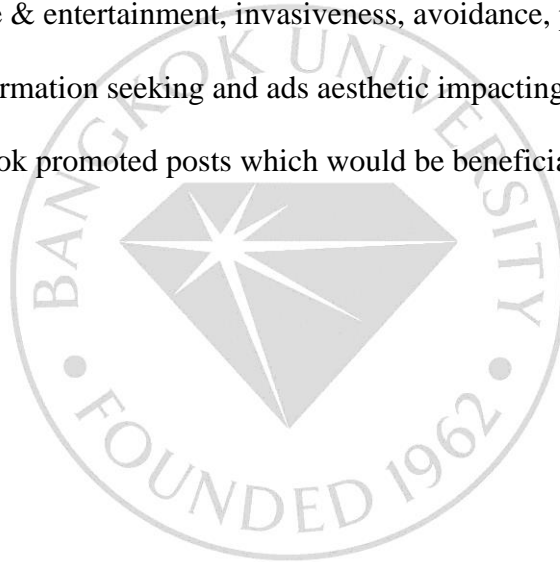 e & entertainment, invasiveness, avoidance,
ormation seeking and ads aesthetic impacting
ok promoted posts which would be beneficia
BANGKOK UNIVERSITY
FOUNDED 1962